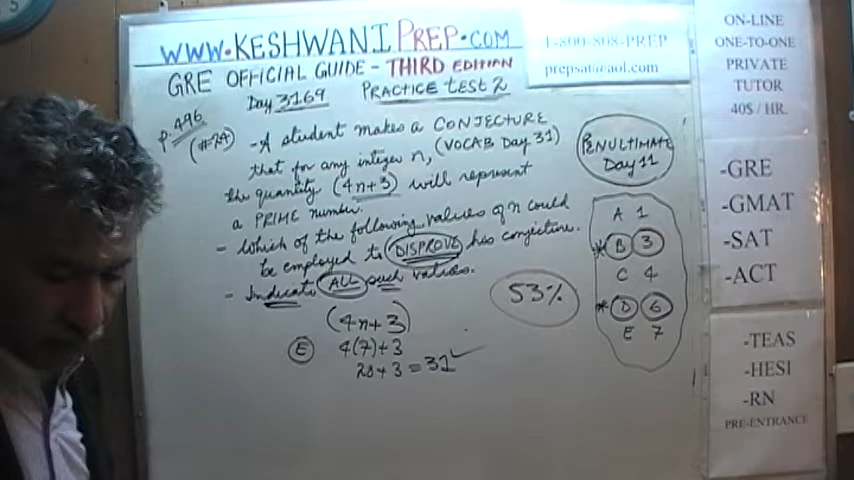 WWW.KESHWANIPREP.COM
GRE OFFICIAL GUIDE - THIRD EDITION
Day 3169 PRACTICE test 2
p.496
(#24)
- A student makes a CONJECTURE
that for any integer n, (VOCAB Day 31)
the quantity (4n+3) will represent
a PRIME number.
- Which of the following values of n could
be employed to DISPROVE his conjecture.
- Indicate ALL such values.
(4n+3)
E 4(7)+3
28+3 = 31
53%
PENULTIMATE
Day 11
A 1
* B 3
C 4
* D 6
E 7
1-800-808-PREP
prepsat@aol.com
ON-LINE
ONE-TO-ONE
PRIVATE
TUTOR
40$ / HR.
-GRE
-GMAT
-SAT
-ACT
-TEAS
-HESI
-RN
PRE-ENTRANCE